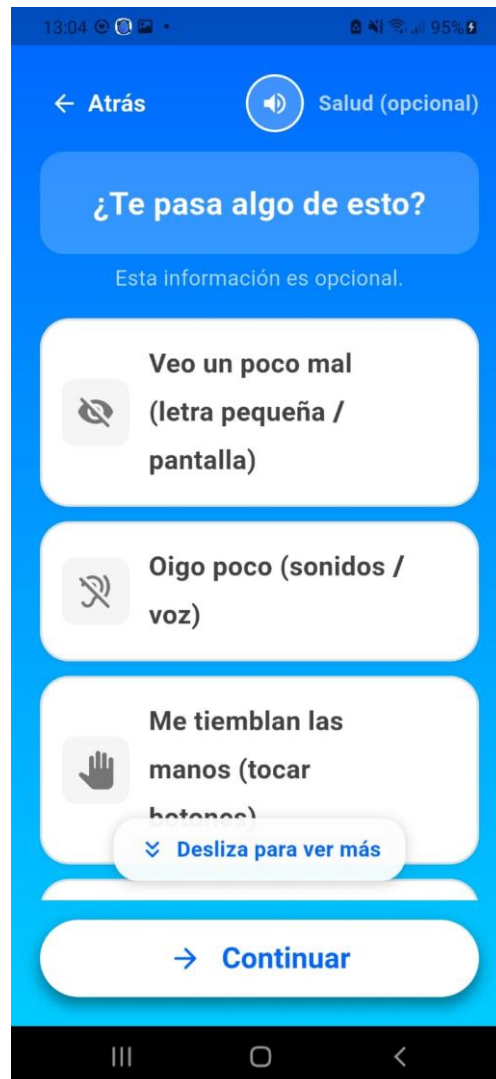 13:04
95%
← Atrás
Salud (opcional)
¿Te pasa algo de esto?
Esta información es opcional.
Veo un poco mal
(letra pequeña /
pantalla)
Oigo poco (sonidos /
voz)
Me tiemblan las
manos (tocar
botones)
Desliza para ver más
→ Continuar